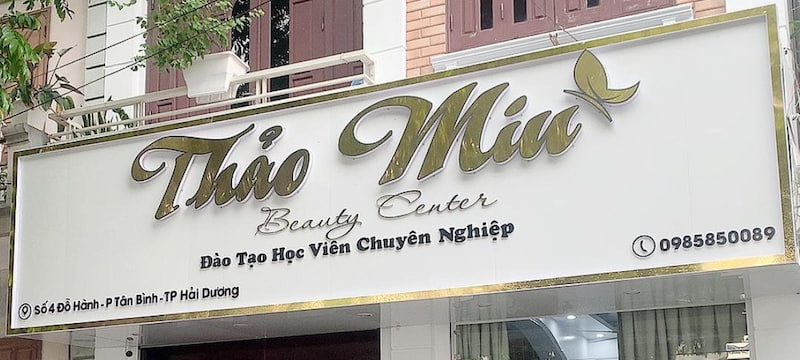 Thảo Miu
Beauty Center
Đào Tạo Học Viên Chuyên Nghiệp
0985850089
Số 4 Đỗ Hành - P Tân Bình - TP Hải Dương